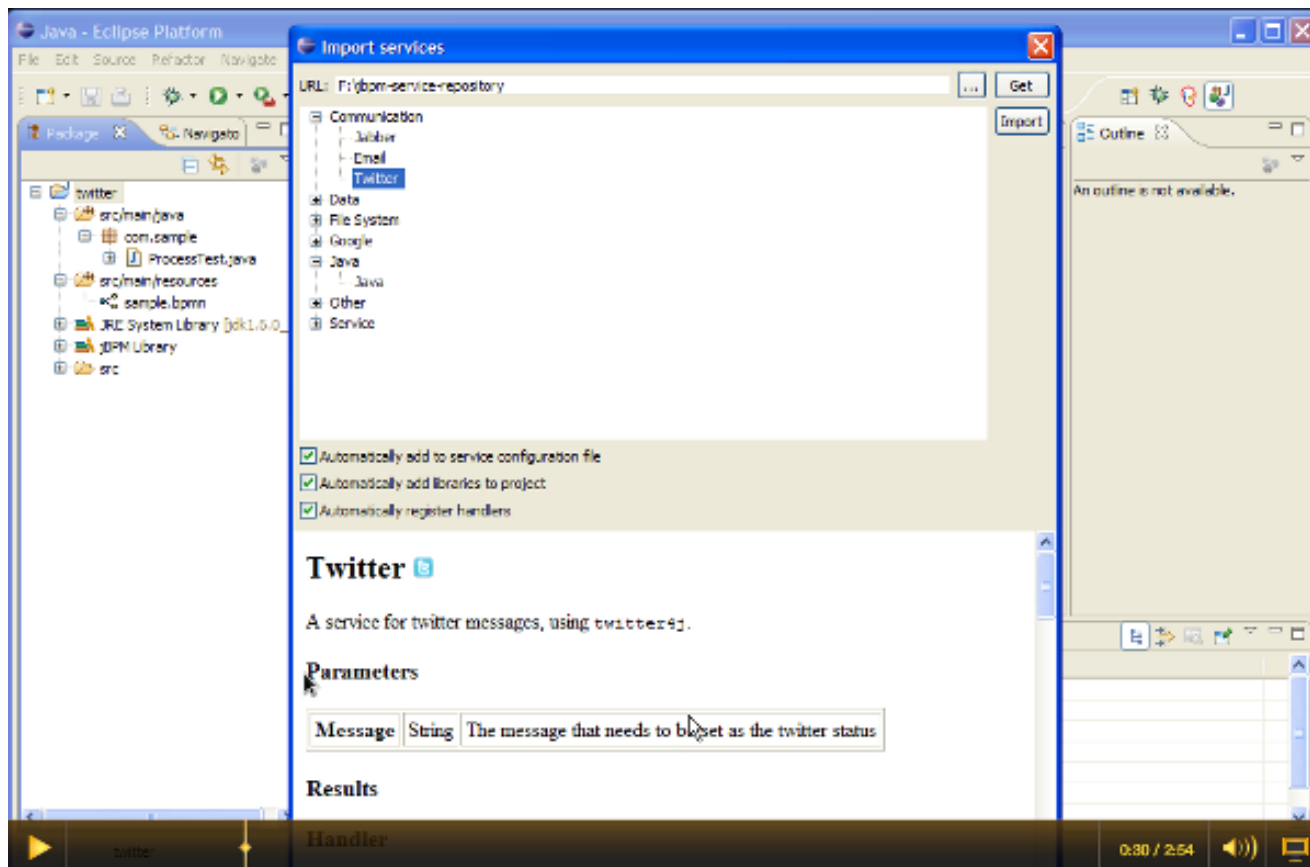 Java - Eclipse Platform
File Edit Source Refactor Navigate
Package
Navigato
twitter
src/main/java
com.sample
ProcessTest.java
src/main/resources
sample.bpmn
JRE System Library [jdk1.6.0_
jBPM Library
src
Import services
URL: F:\jbpm-service-repository
...
Get
Import
Communication
Jabber
Email
Twitter
Data
File System
Google
Java
Java
Other
Service
Automatically add to service configuration file
Automatically add libraries to project
Automatically register handlers
Twitter
A service for twitter messages, using twitter4j.
Parameters
Message String The message that needs to be set as the twitter status
Results
Handler
Outline
An outline is not available.
twitter
0:30 / 2:54